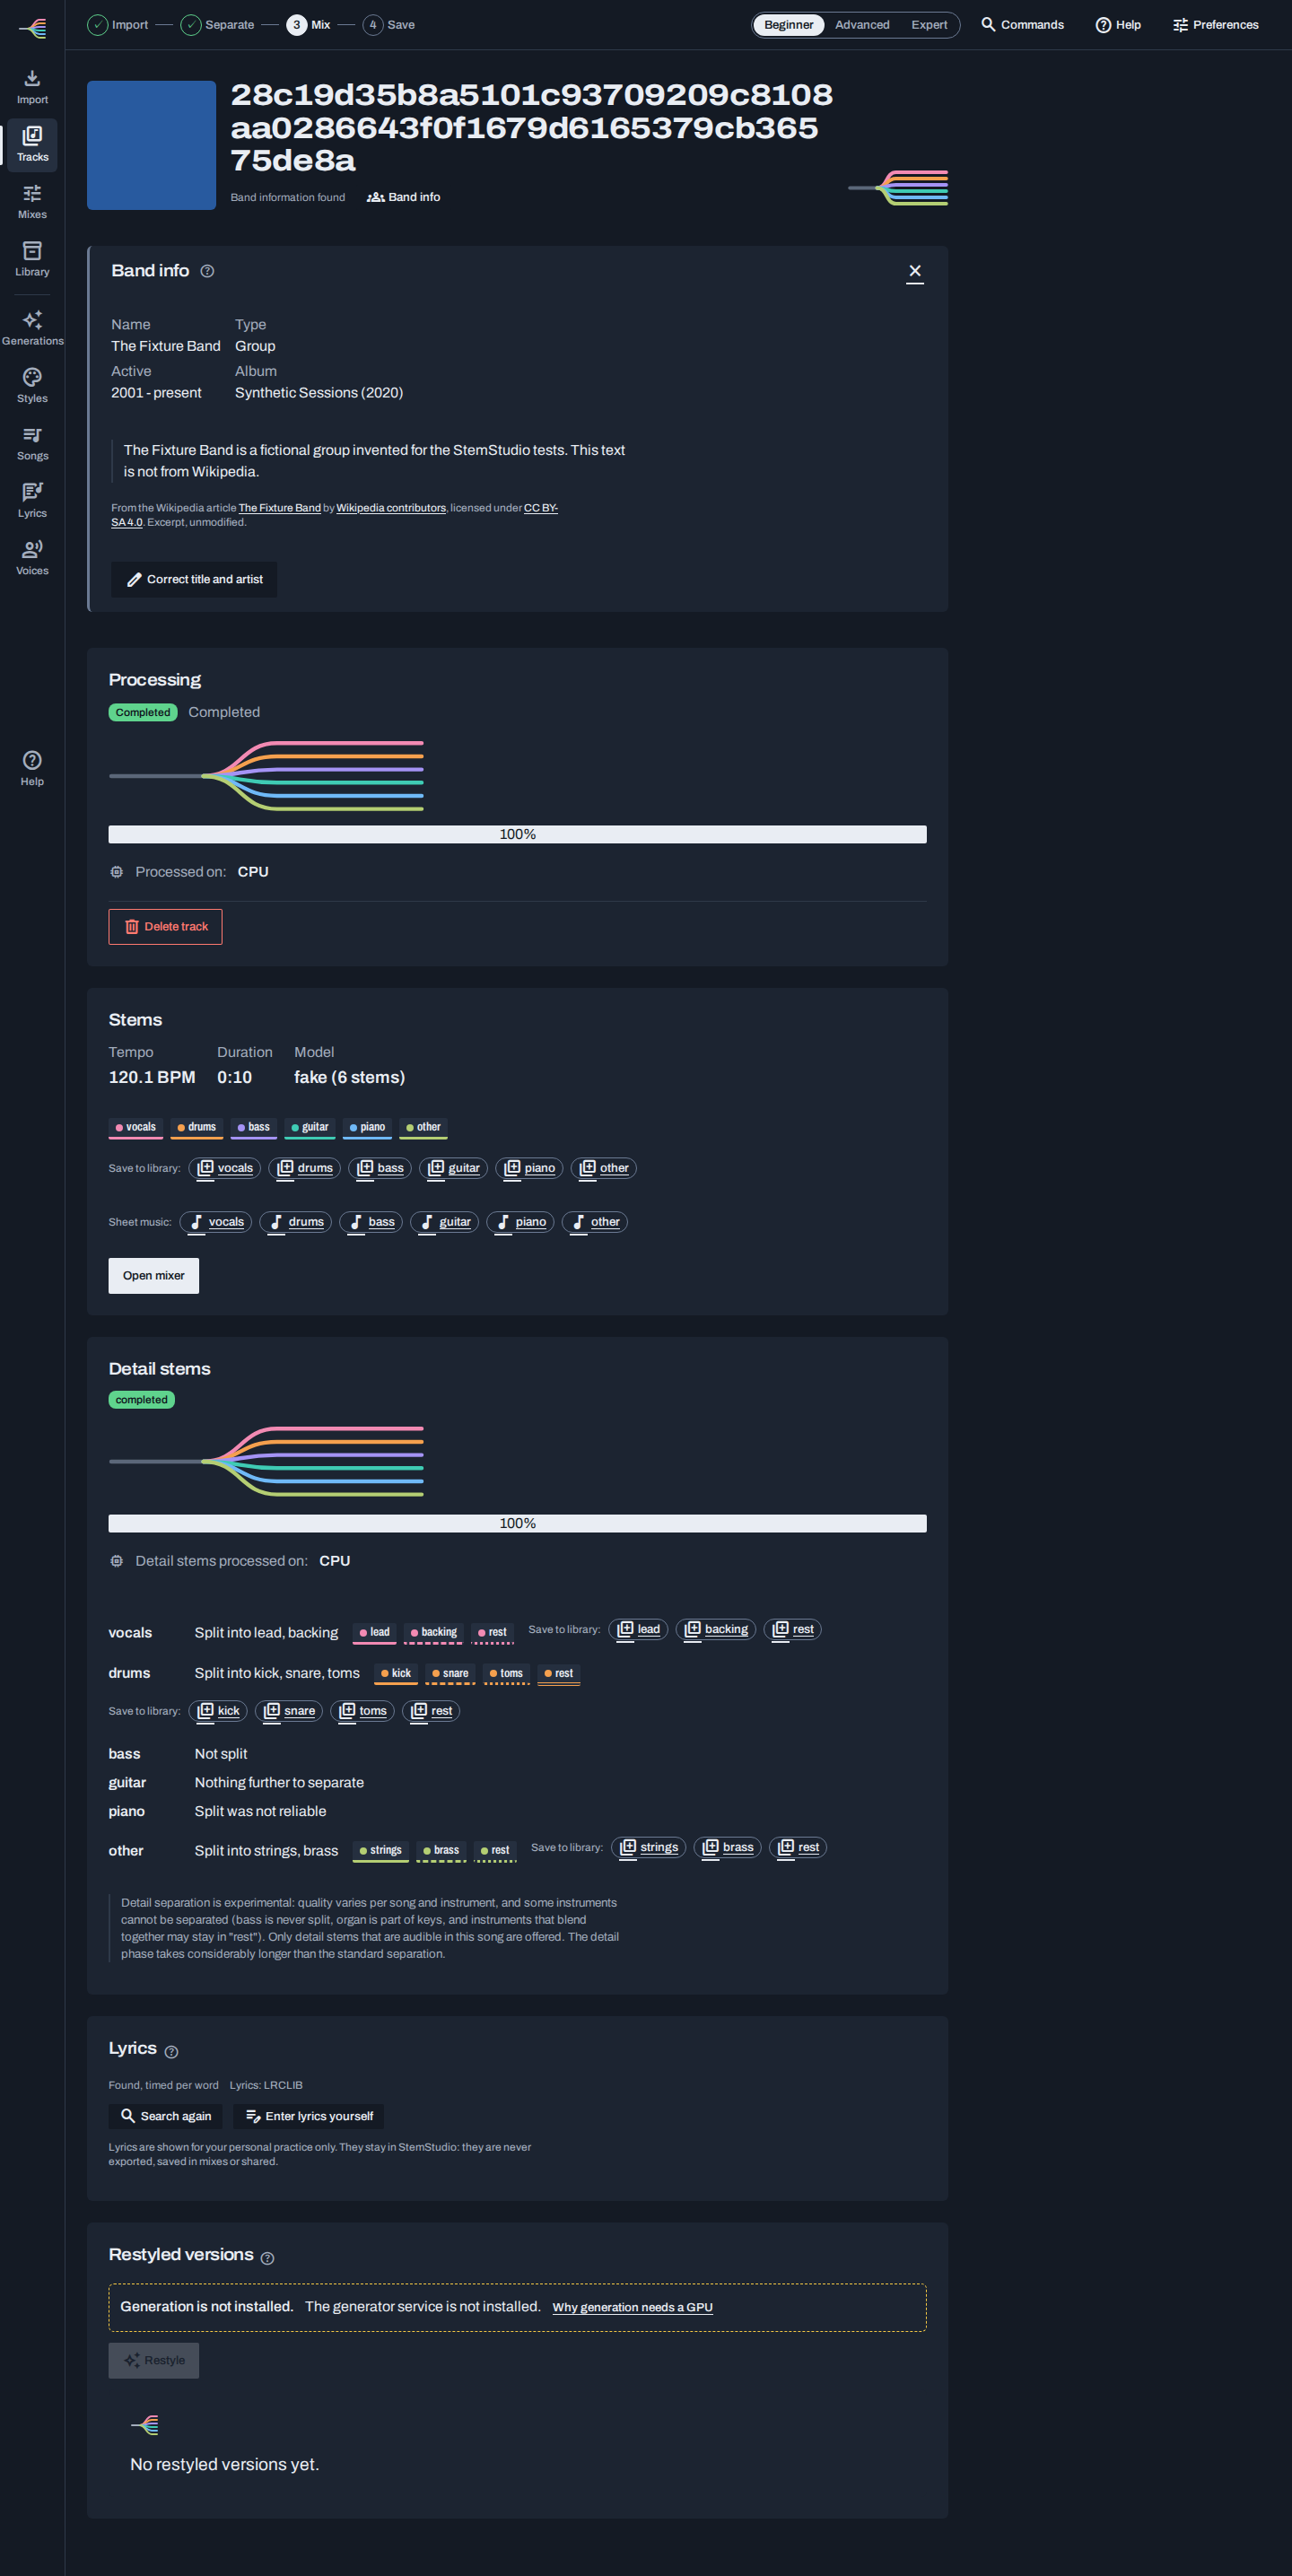 Import
Separate
3 Mix
4 Save
Beginner
Advanced
Expert
Commands
Help
Preferences
Import
Tracks
Mixes
Library
Generations
Styles
Songs
Lyrics
Voices
Help
28c19d35b8a5101c93709209c8108
aa0286643f0f1679d6165379cb365
75de8a
Band information found
Band info
Band info
Name Type
The Fixture Band Group
Active Album
2001 - present Synthetic Sessions (2020)
The Fixture Band is a fictional group invented for the StemStudio tests. This text
is not from Wikipedia.
From the Wikipedia article The Fixture Band by Wikipedia contributors, licensed under CC BY-
SA 4.0. Excerpt, unmodified.
Correct title and artist
Processing
Completed Completed
100%
Processed on: CPU
Delete track
Stems
Tempo Duration Model
120.1 BPM 0:10 fake (6 stems)
vocals drums bass guitar piano other
Save to library: vocals drums bass guitar piano other
Sheet music: vocals drums bass guitar piano other
Open mixer
Detail stems
completed
100%
Detail stems processed on: CPU
vocals Split into lead, backing lead backing rest Save to library: lead backing rest
drums Split into kick, snare, toms kick snare toms rest
Save to library: kick snare toms rest
bass Not split
guitar Nothing further to separate
piano Split was not reliable
other Split into strings, brass strings brass rest Save to library: strings brass rest
Detail separation is experimental: quality varies per song and instrument, and some instruments
cannot be separated (bass is never split, organ is part of keys, and instruments that blend
together may stay in "rest"). Only detail stems that are audible in this song are offered. The detail
phase takes considerably longer than the standard separation.
Lyrics
Found, timed per word Lyrics: LRCLIB
Search again Enter lyrics yourself
Lyrics are shown for your personal practice only. They stay in StemStudio: they are never
exported, saved in mixes or shared.
Restyled versions
Generation is not installed. The generator service is not installed. Why generation needs a GPU
Restyle
No restyled versions yet.